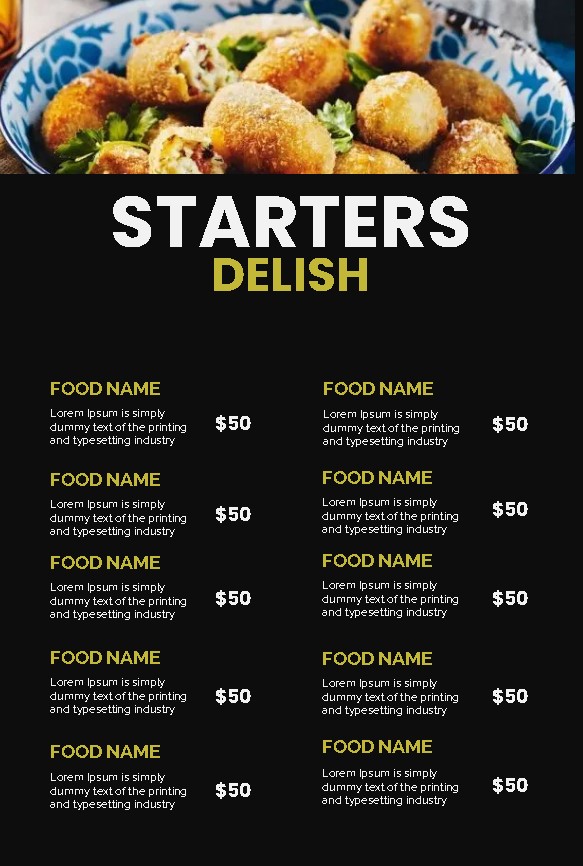 STARTERS
DELISH
FOOD NAME
Lorem Ipsum is simply
dummy text of the printing
and typesetting industry
$50
FOOD NAME
Lorem Ipsum is simply
dummy text of the printing
and typesetting industry
$50
FOOD NAME
Lorem Ipsum is simply
dummy text of the printing
and typesetting industry
$50
FOOD NAME
Lorem Ipsum is simply
dummy text of the printing
and typesetting industry
$50
FOOD NAME
Lorem Ipsum is simply
dummy text of the printing
and typesetting industry
$50
FOOD NAME
Lorem Ipsum is simply
dummy text of the printing
and typesetting industry
$50
FOOD NAME
Lorem Ipsum is simply
dummy text of the printing
and typesetting industry
$50
FOOD NAME
Lorem Ipsum is simply
dummy text of the printing
and typesetting industry
$50
FOOD NAME
Lorem Ipsum is simply
dummy text of the printing
and typesetting industry
$50
FOOD NAME
Lorem Ipsum is simply
dummy text of the printing
and typesetting industry
$50